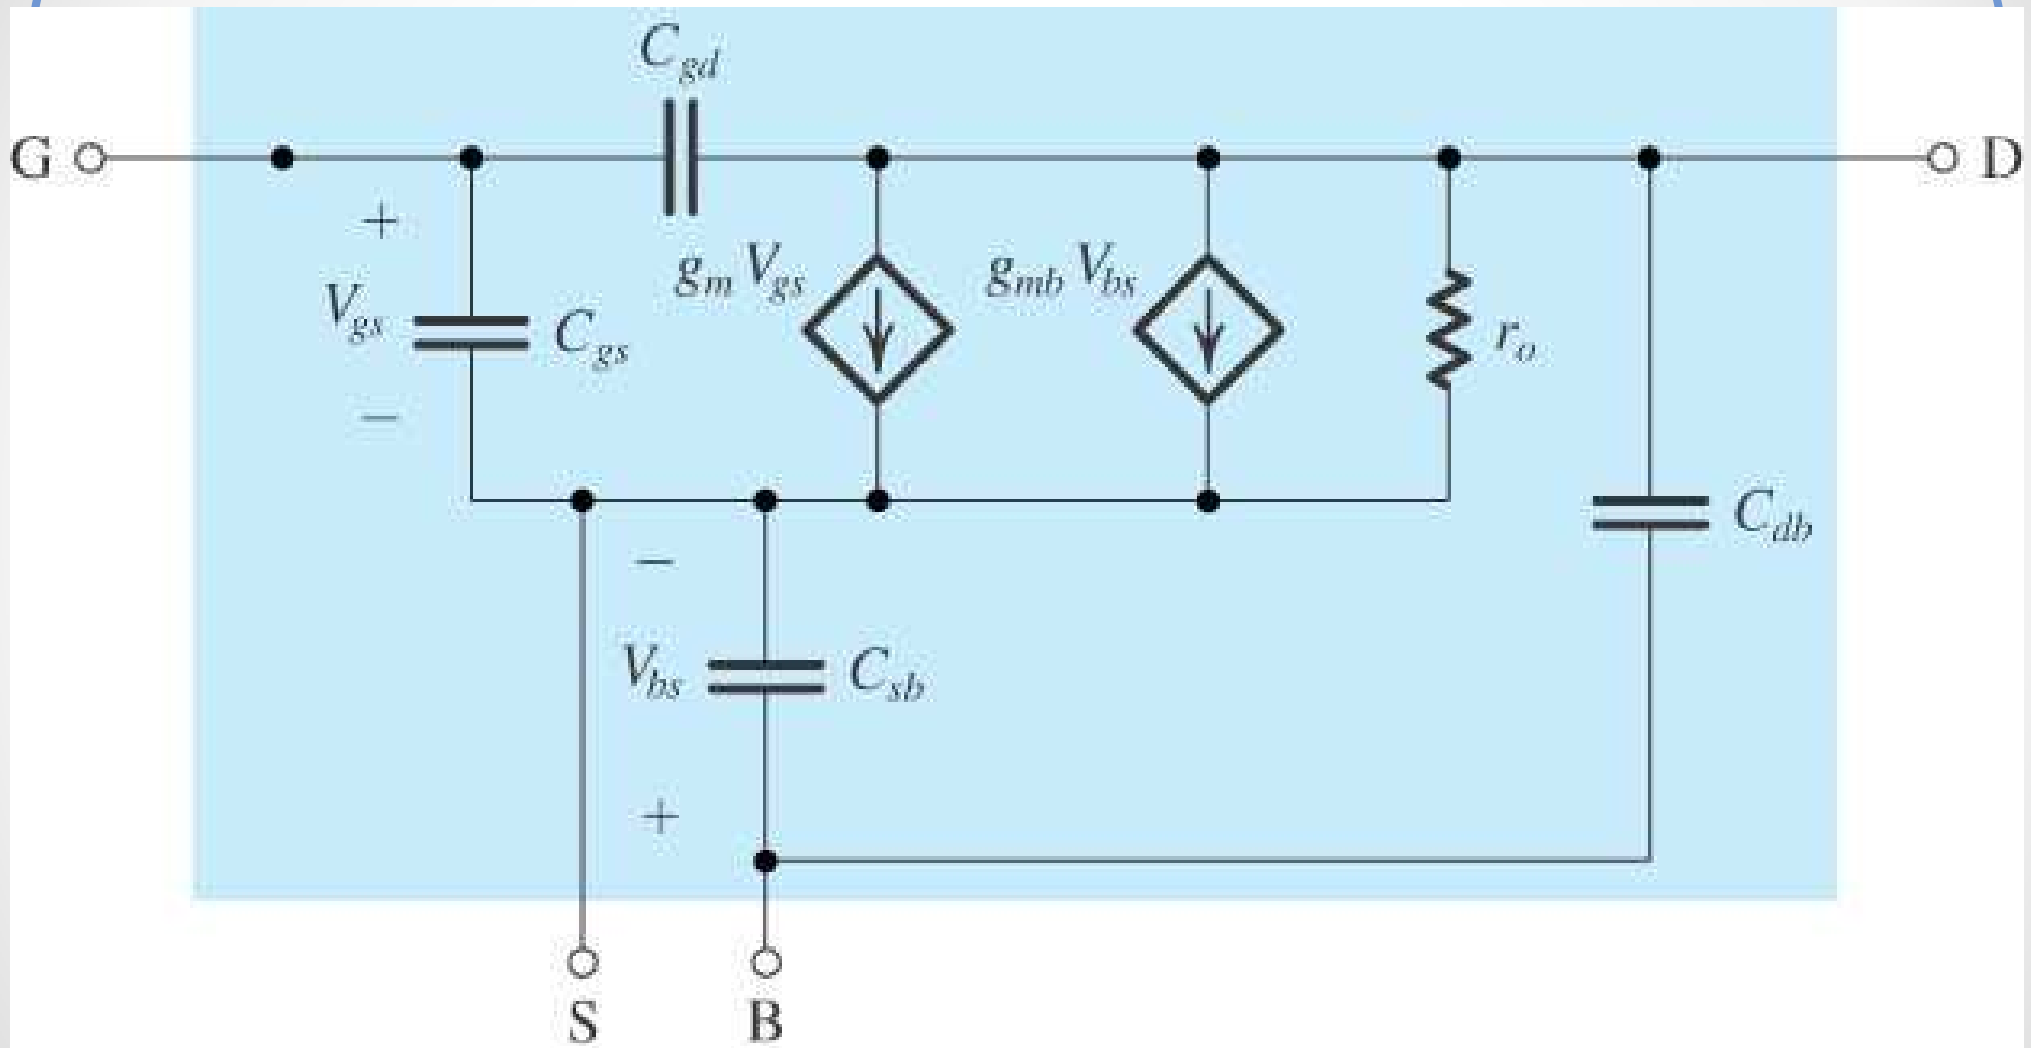 C_gd
G
D
+
g_m V_gs
g_mb V_bs
V_gs
C_gs
r_o
−
C_db
−
V_bs
C_sb
+
S
B